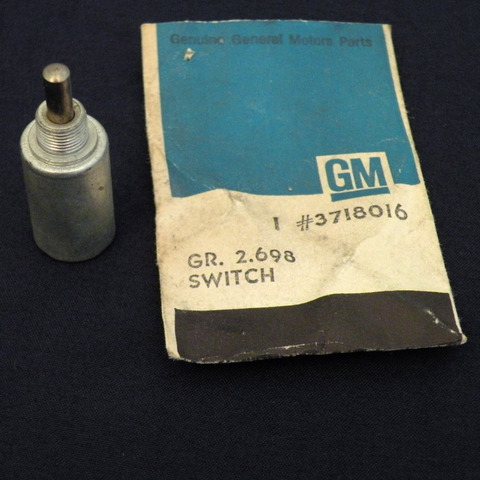 Genuine General Motors Parts
GM
1 #3718016
GR. 2.698
SWITCH